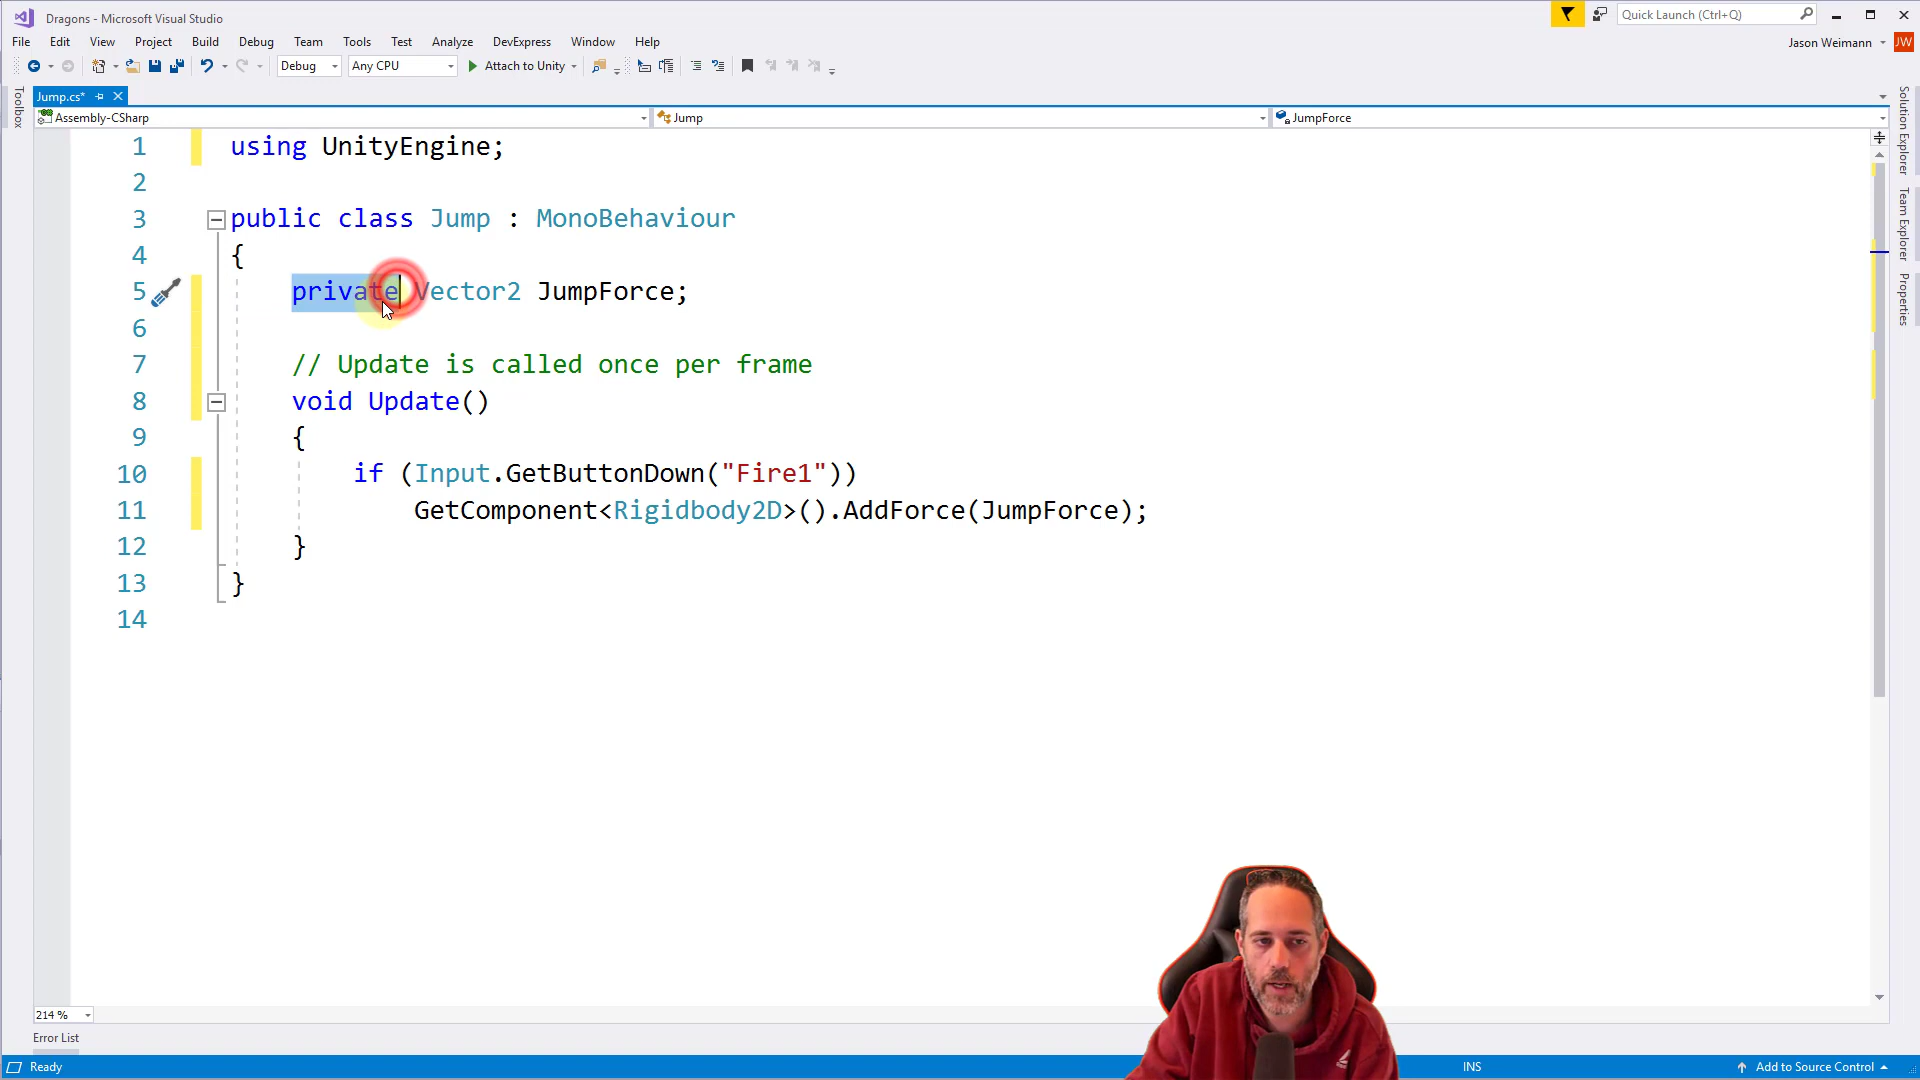 Dragons - Microsoft Visual Studio
Quick Launch (Ctrl+Q)
File Edit View Project Build Debug Team Tools Test Analyze DevExpress Window Help
Jason Weimann JW
Debug Any CPU Attach to Unity
Toolbox
Jump.cs*
Assembly-CSharp Jump JumpForce
1 using UnityEngine;
2
3 public class Jump : MonoBehaviour
4 {
5 private Vector2 JumpForce;
6
7 // Update is called once per frame
8 void Update()
9 {
10 if (Input.GetButtonDown("Fire1"))
11 GetComponent<Rigidbody2D>().AddForce(JumpForce);
12 }
13 }
14
Solution Explorer
Team Explorer
Properties
214 %
Error List
Ready INS Add to Source Control